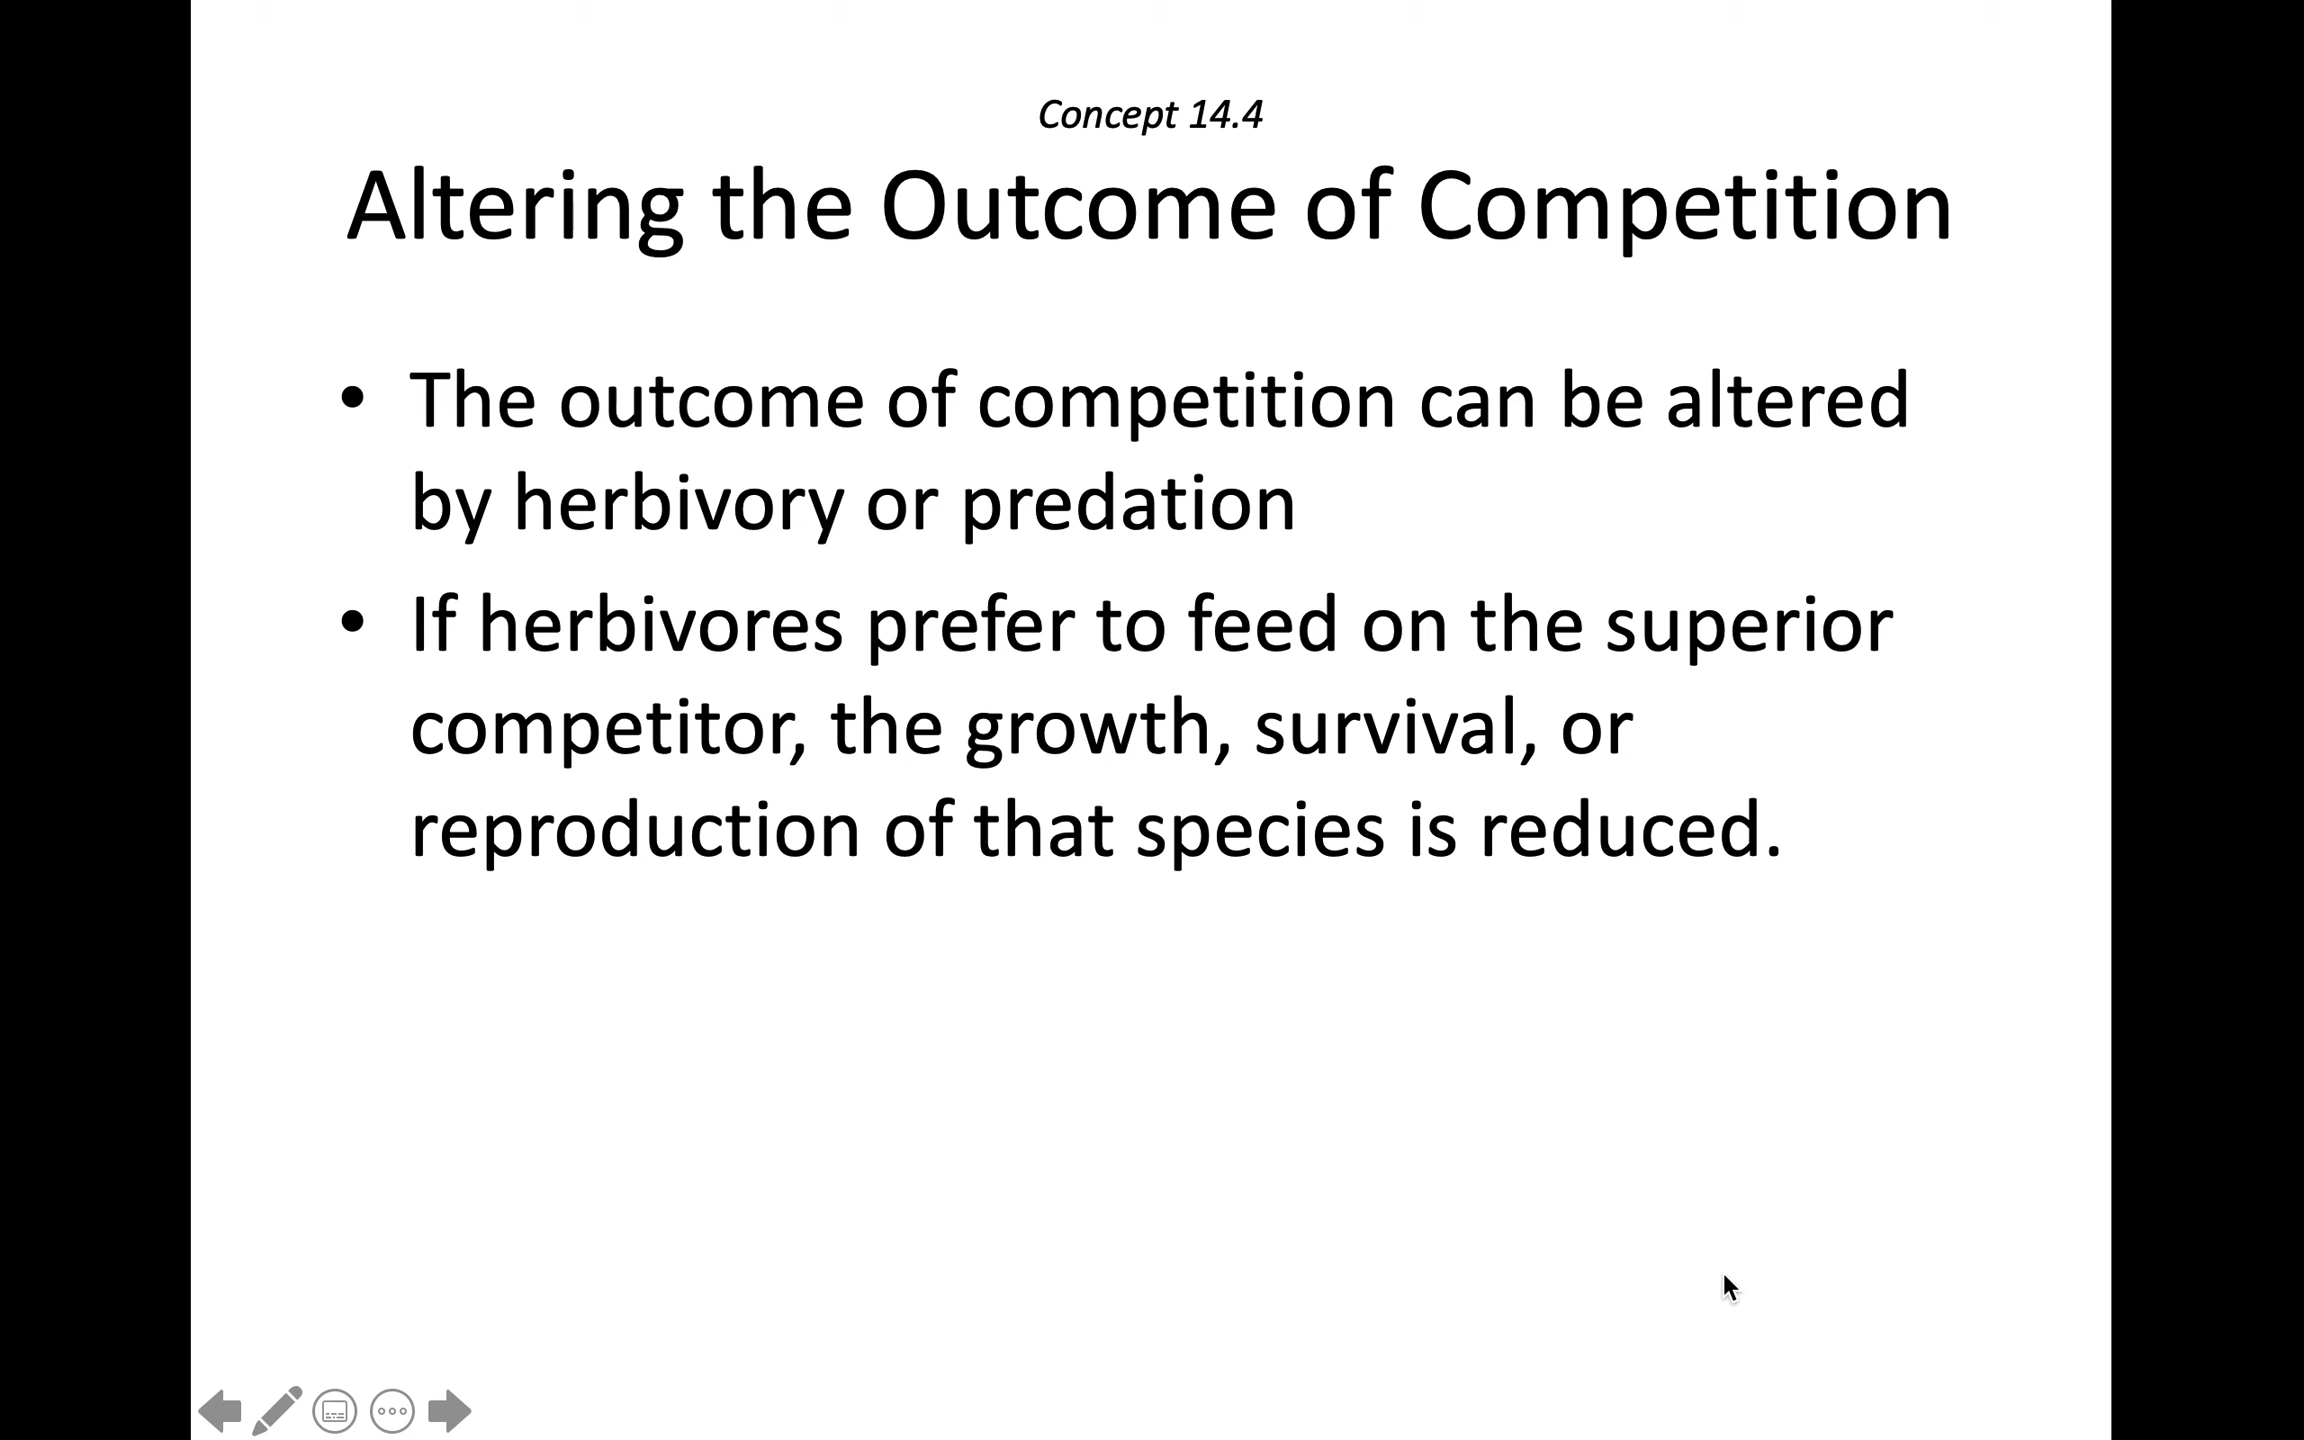 Concept 14.4
Altering the Outcome of Competition
• The outcome of competition can be altered
by herbivory or predation
• If herbivores prefer to feed on the superior
competitor, the growth, survival, or
reproduction of that species is reduced.